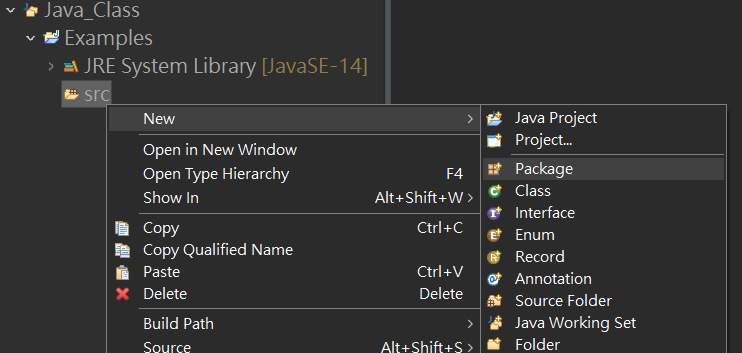 Java_Class
Examples
JRE System Library [JavaSE-14]
src
New
Open in New Window
Open Type Hierarchy F4
Show In Alt+Shift+W
Copy Ctrl+C
Copy Qualified Name
Paste Ctrl+V
Delete Delete
Build Path
Source Alt+Shift+S
Java Project
Project...
Package
Class
Interface
Enum
Record
Annotation
Source Folder
Java Working Set
Folder